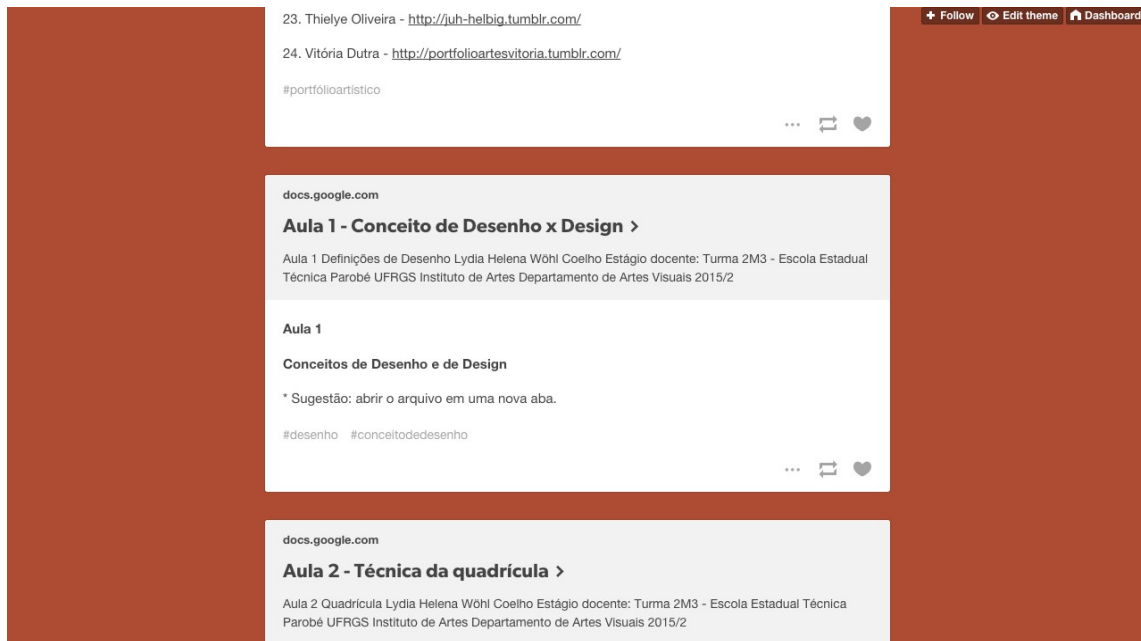 + Follow Edit theme Dashboard
23. Thielye Oliveira - http://juh-helbig.tumblr.com/
24. Vitória Dutra - http://portfolioartesvitoria.tumblr.com/
#portfólioartístico
docs.google.com
Aula 1 - Conceito de Desenho x Design >
Aula 1 Definições de Desenho Lydia Helena Wöhl Coelho Estágio docente: Turma 2M3 - Escola Estadual
Técnica Parobé UFRGS Instituto de Artes Departamento de Artes Visuais 2015/2
Aula 1
Conceitos de Desenho e de Design
* Sugestão: abrir o arquivo em uma nova aba.
#desenho #conceitodedesenho
docs.google.com
Aula 2 - Técnica da quadrícula >
Aula 2 Quadrícula Lydia Helena Wöhl Coelho Estágio docente: Turma 2M3 - Escola Estadual Técnica
Parobé UFRGS Instituto de Artes Departamento de Artes Visuais 2015/2